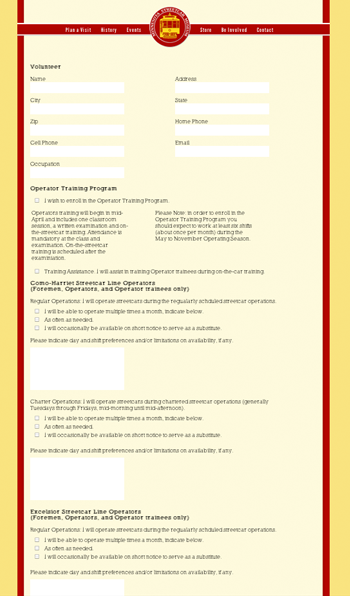 Plan a Visit History Events Store Be Involved Contact
Volunteer
Name Address
City State
Zip Home Phone
Cell Phone Email
Occupation
Operator Training Program
I wish to enroll in the Operator Training Program.
Operators training will begin in mid-
April and includes one classroom
session, a written examination and on-
the-streetcar training. Attendance is
mandatory at the class and
examination. On-the-streetcar
training is scheduled after the
examination.
Please Note: in order to enroll in the
Operator Training Program you
should expect to work at least six shifts
(about once per month) during the
May to November Operating Season.
Training Assistance: I will assist in training Operator trainees during on-the-car training.
Como-Harriet Streetcar Line Operators
(Foremen, Operators, and Operator trainees only)
Regular Operations: I will operate streetcars during the regularly scheduled streetcar operations.
I will be able to operate multiple times a month, indicate below.
As often as needed.
I will occasionally be available on short notice to serve as a substitute.
Please indicate day and shift preferences and/or limitations on availability, if any.
Charter Operations: I will operate streetcars during chartered streetcar operations (generally
Tuesdays through Fridays, mid-morning until mid-afternoon).
I will be able to operate multiple times a month, indicate below.
As often as needed.
I will occasionally be available on short notice to serve as a substitute.
Please indicate day and shift preferences and/or limitations on availability, if any.
Excelsior Streetcar Line Operators
(Foremen, Operators, and Operator trainees only)
Regular Operations: I will operate streetcars during the regularly scheduled streetcar operations.
I will be able to operate multiple times a month, indicate below.
As often as needed.
I will occasionally be available on short notice to serve as a substitute.
Please indicate day and shift preferences and/or limitations on availability, if any.